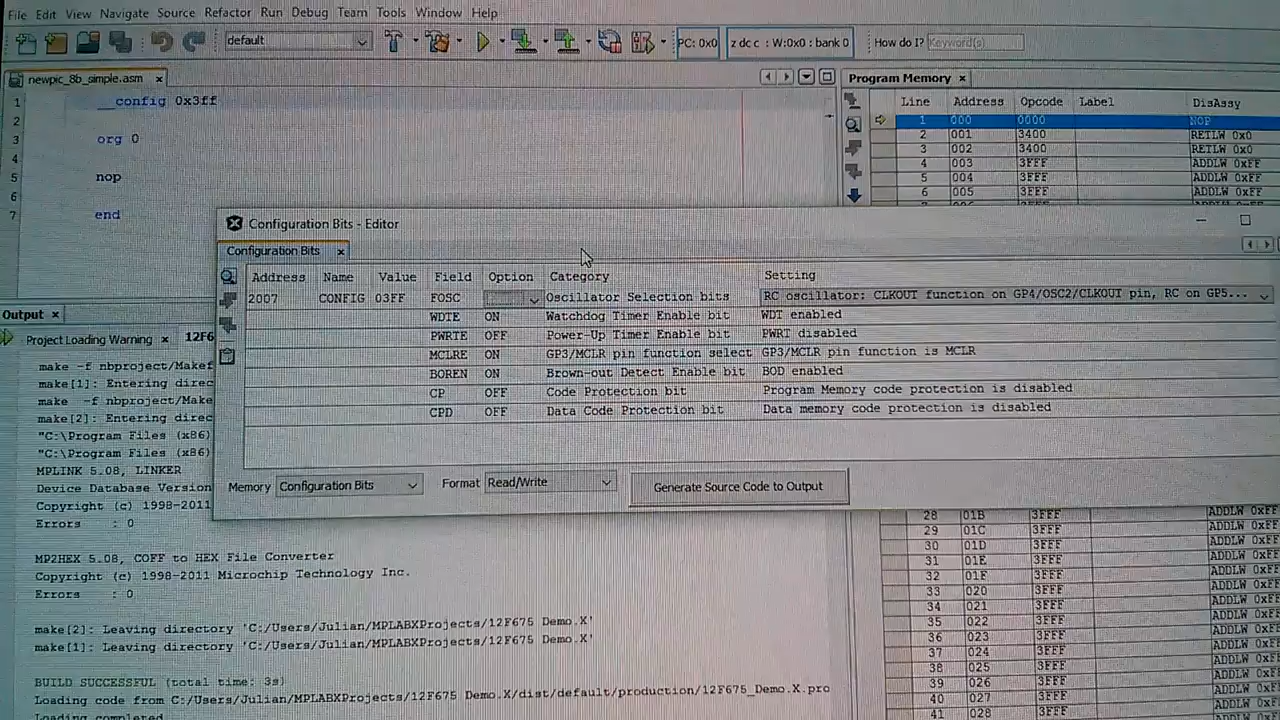 File Edit View Navigate Source Refactor Run Debug Team Tools Window Help
default
PC: 0x0
z dc c : W:0x0 : bank 0
How do I?
Keyword(s)
newpic_8b_simple.asm
1 __config 0x3ff
2
3 org 0
4
5 nop
6
7 end
Program Memory
Line Address Opcode Label DisAssy
1 000 0000 NOP
2 001 3400 RETLW 0x0
3 002 3400 RETLW 0x0
4 003 3FFF ADDLW 0xFF
5 004 3FFF ADDLW 0xFF
6 005 3FFF ADDLW 0xFF
Configuration Bits - Editor
Configuration Bits
Address Name Value Field Option Category Setting
2007 CONFIG 03FF FOSC Oscillator Selection bits RC oscillator: CLKOUT function on GP4/OSC2/CLKOUT pin, RC on GP5...
WDTE ON Watchdog Timer Enable bit WDT enabled
PWRTE OFF Power-Up Timer Enable bit PWRT disabled
MCLRE ON GP3/MCLR pin function select GP3/MCLR pin function is MCLR
BOREN ON Brown-out Detect Enable bit BOD enabled
CP OFF Code Protection bit Program Memory code protection is disabled
CPD OFF Data Code Protection bit Data memory code protection is disabled
Memory Configuration Bits Format Read/Write Generate Source Code to Output
Output
Project Loading Warning 12F6
make -f nbproject/Makef
make[1]: Entering direc
make -f nbproject/Make
make[2]: Entering direc
"C:\Program Files (x86)
"C:\Program Files (x86)
MPLINK 5.08, LINKER
Device Database Version
Copyright (c) 1998-2011
Errors : 0
MP2HEX 5.08, COFF to HEX File Converter
Copyright (c) 1998-2011 Microchip Technology Inc.
Errors : 0
make[2]: Leaving directory 'C:/Users/Julian/MPLABXProjects/12F675 Demo.X'
make[1]: Leaving directory 'C:/Users/Julian/MPLABXProjects/12F675 Demo.X'
BUILD SUCCESSFUL (total time: 3s)
Loading code from C:/Users/Julian/MPLABXProjects/12F675 Demo.X/dist/default/production/12F675_Demo.X.pro
Loading completed
28 01B 3FFF ADDLW 0xFF
29 01C 3FFF ADDLW 0xFF
30 01D 3FFF ADDLW 0xFF
31 01E 3FFF ADDLW 0xFF
32 01F 3FFF ADDLW 0xFF
33 020 3FFF ADDLW 0xFF
34 021 3FFF ADDLW 0xFF
35 022 3FFF ADDLW 0xFF
36 023 3FFF ADDLW 0xFF
37 024 3FFF ADDLW 0xFF
38 025 3FFF ADDLW 0xFF
39 026 3FFF ADDLW 0xFF
40 027 3FFF ADDLW 0xFF
41 028 3FFF ADDLW 0xFF